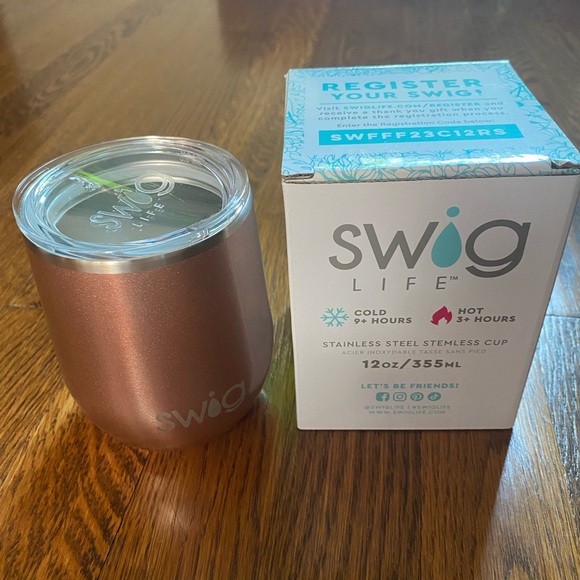 swig
LIFE
swig
REGISTER
YOUR SWIG!
Visit SWIGLIFE.COM/REGISTER and
receive a thank you gift when you
complete the registration process.
Enter the Registration Code below:
SWFFF23C12RS
swig
LIFE™
COLD
9+ HOURS
HOT
3+ HOURS
STAINLESS STEEL STEMLESS CUP
ACIER INOXYDABLE TASSE SANS PIED
12OZ/355ML
LET'S BE FRIENDS!
@SWIGLIFE | #SWIGLIFE
WWW.SWIGLIFE.COM